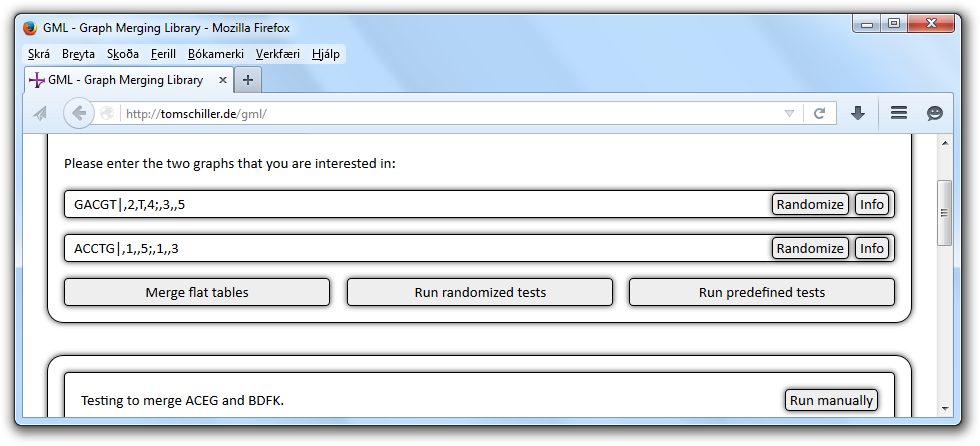 GML - Graph Merging Library - Mozilla Firefox
Skrá Breyta Skoða Ferill Bókamerki Verkfæri Hjálp
GML - Graph Merging Library
http://tomschiller.de/gml/
Please enter the two graphs that you are interested in:
GACGT|,2,T,4;,3,,5 Randomize Info
ACCTG|,1,,5;,1,,3 Randomize Info
Merge flat tables Run randomized tests Run predefined tests
Testing to merge ACEG and BDFK. Run manually